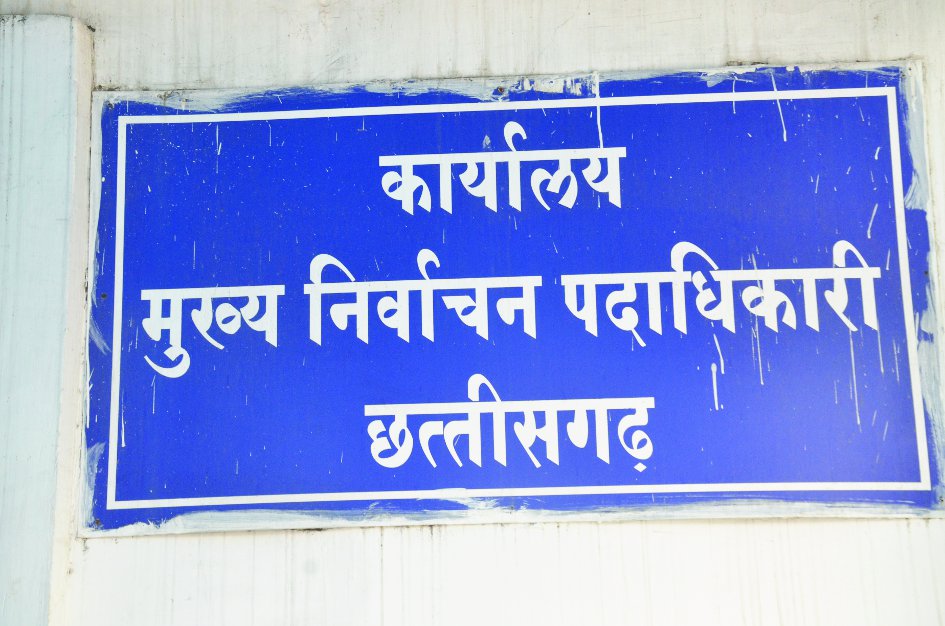 कार्यालय
मुख्य निर्वाचन पदाधिकारी
छत्तीसगढ़